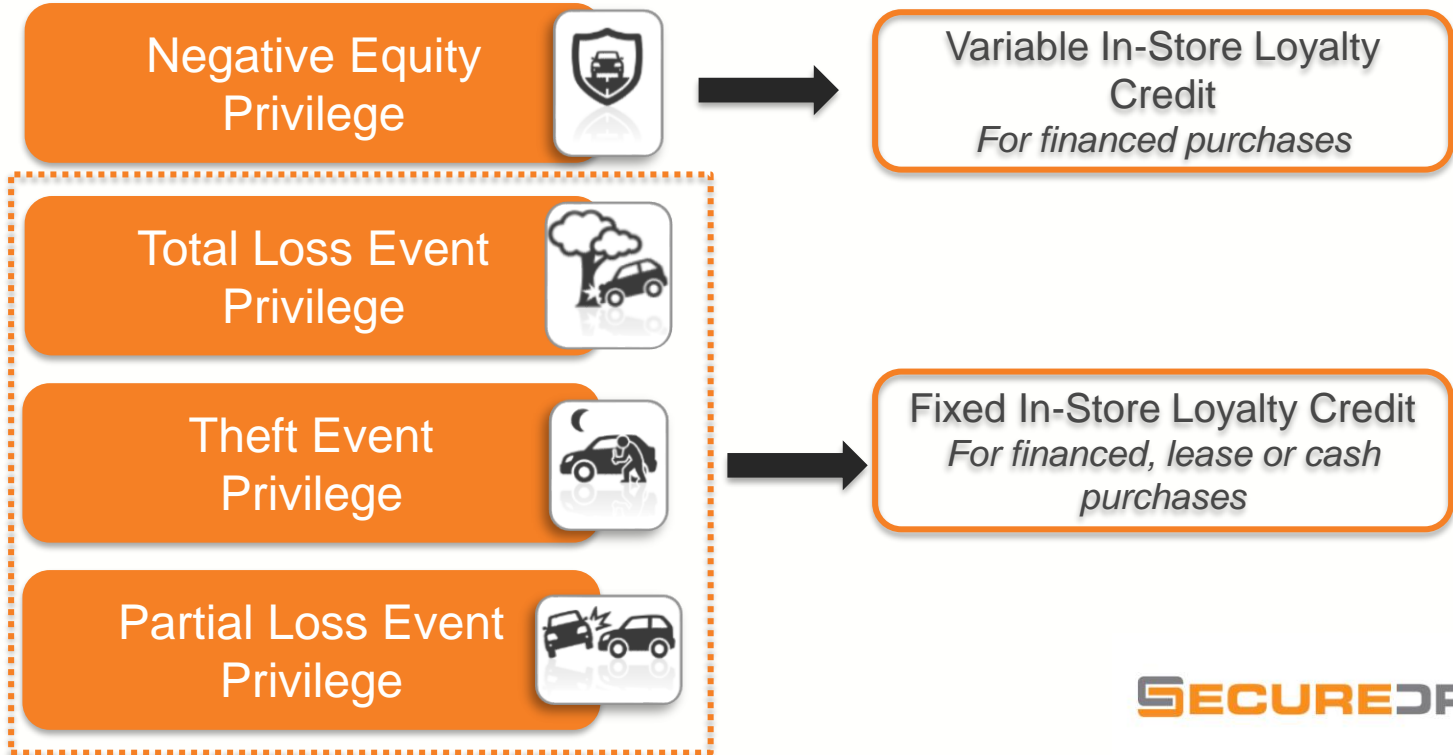 Negative Equity
Privilege
Variable In-Store Loyalty
Credit
For financed purchases
Total Loss Event
Privilege
Theft Event
Privilege
Fixed In-Store Loyalty Credit
For financed, lease or cash
purchases
Partial Loss Event
Privilege